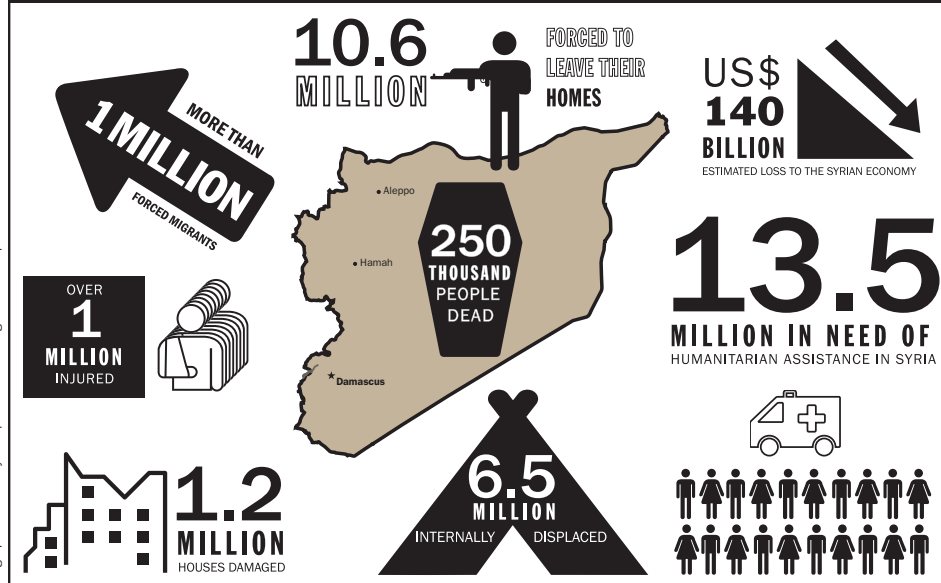 10.6
MILLION
FORCED TO
LEAVE THEIR
HOMES
US$
140
BILLION
ESTIMATED LOSS TO THE SYRIAN ECONOMY
MORE THAN
1 MILLION
FORCED MIGRANTS
Aleppo
Hamah
Damascus
250
THOUSAND
PEOPLE
DEAD
13.5
MILLION IN NEED OF
HUMANITARIAN ASSISTANCE IN SYRIA
OVER
1
MILLION
INJURED
1.2
MILLION
HOUSES DAMAGED
6.5
MILLION
INTERNALLY DISPLACED